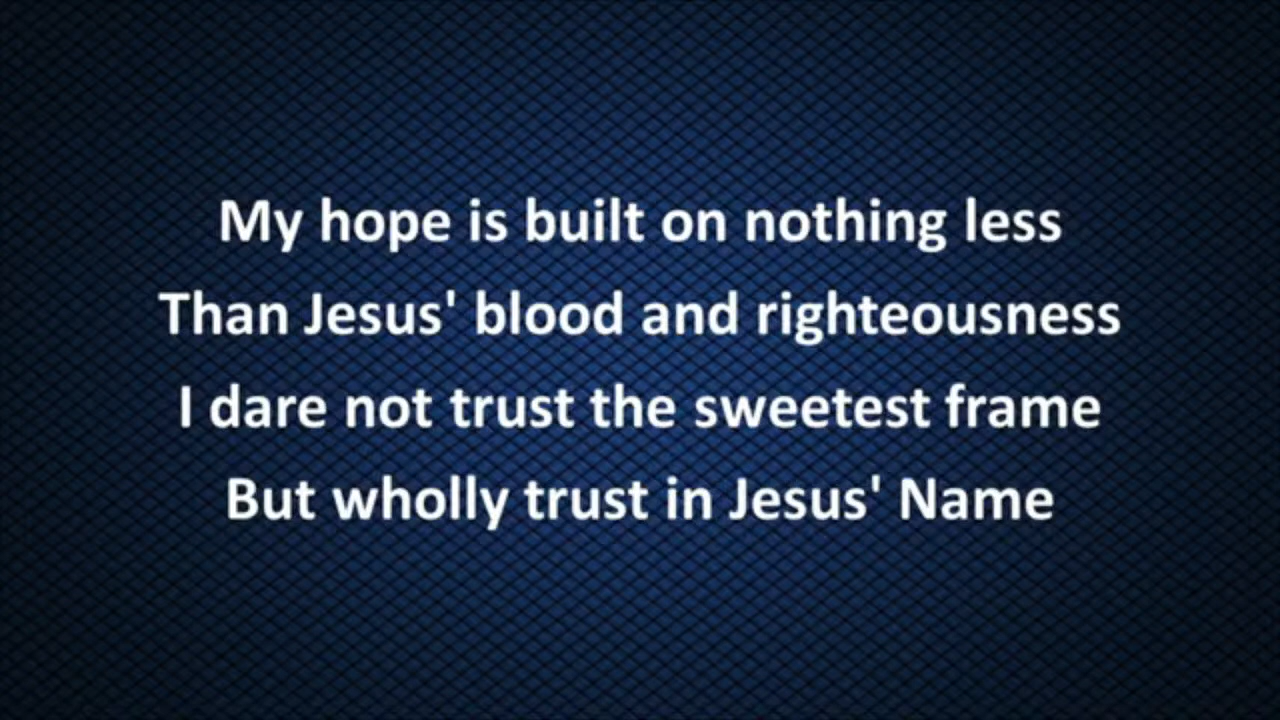 My hope is built on nothing less
Than Jesus' blood and righteousness
I dare not trust the sweetest frame
But wholly trust in Jesus' Name